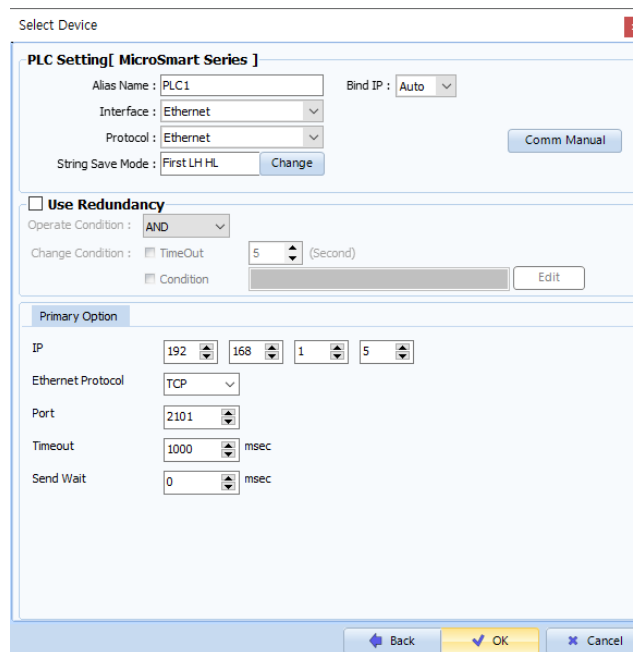 Select Device
PLC Setting[ MicroSmart Series ]
Alias Name : PLC1 Bind IP : Auto
Interface : Ethernet
Protocol : Ethernet Comm Manual
String Save Mode : First LH HL Change
Use Redundancy
Operate Condition : AND
Change Condition : TimeOut 5 (Second)
Condition Edit
Primary Option
IP 192 168 1 5
Ethernet Protocol TCP
Port 2101
Timeout 1000 msec
Send Wait 0 msec
Back OK Cancel